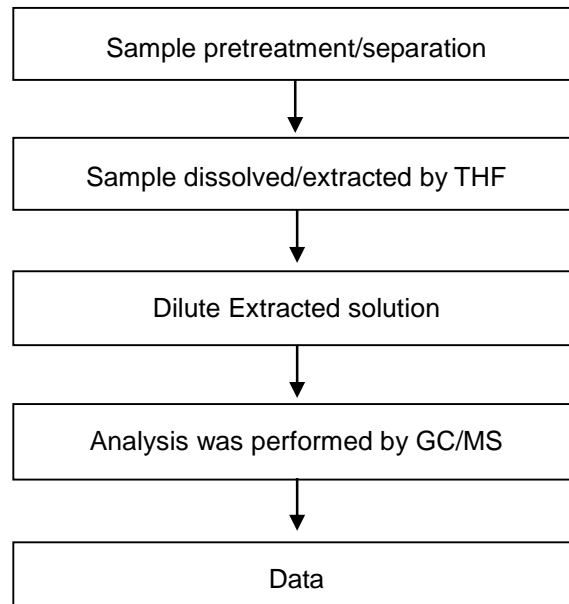 Sample pretreatment/separation
Sample dissolved/extracted by THF
Dilute Extracted solution
Analysis was performed by GC/MS
Data